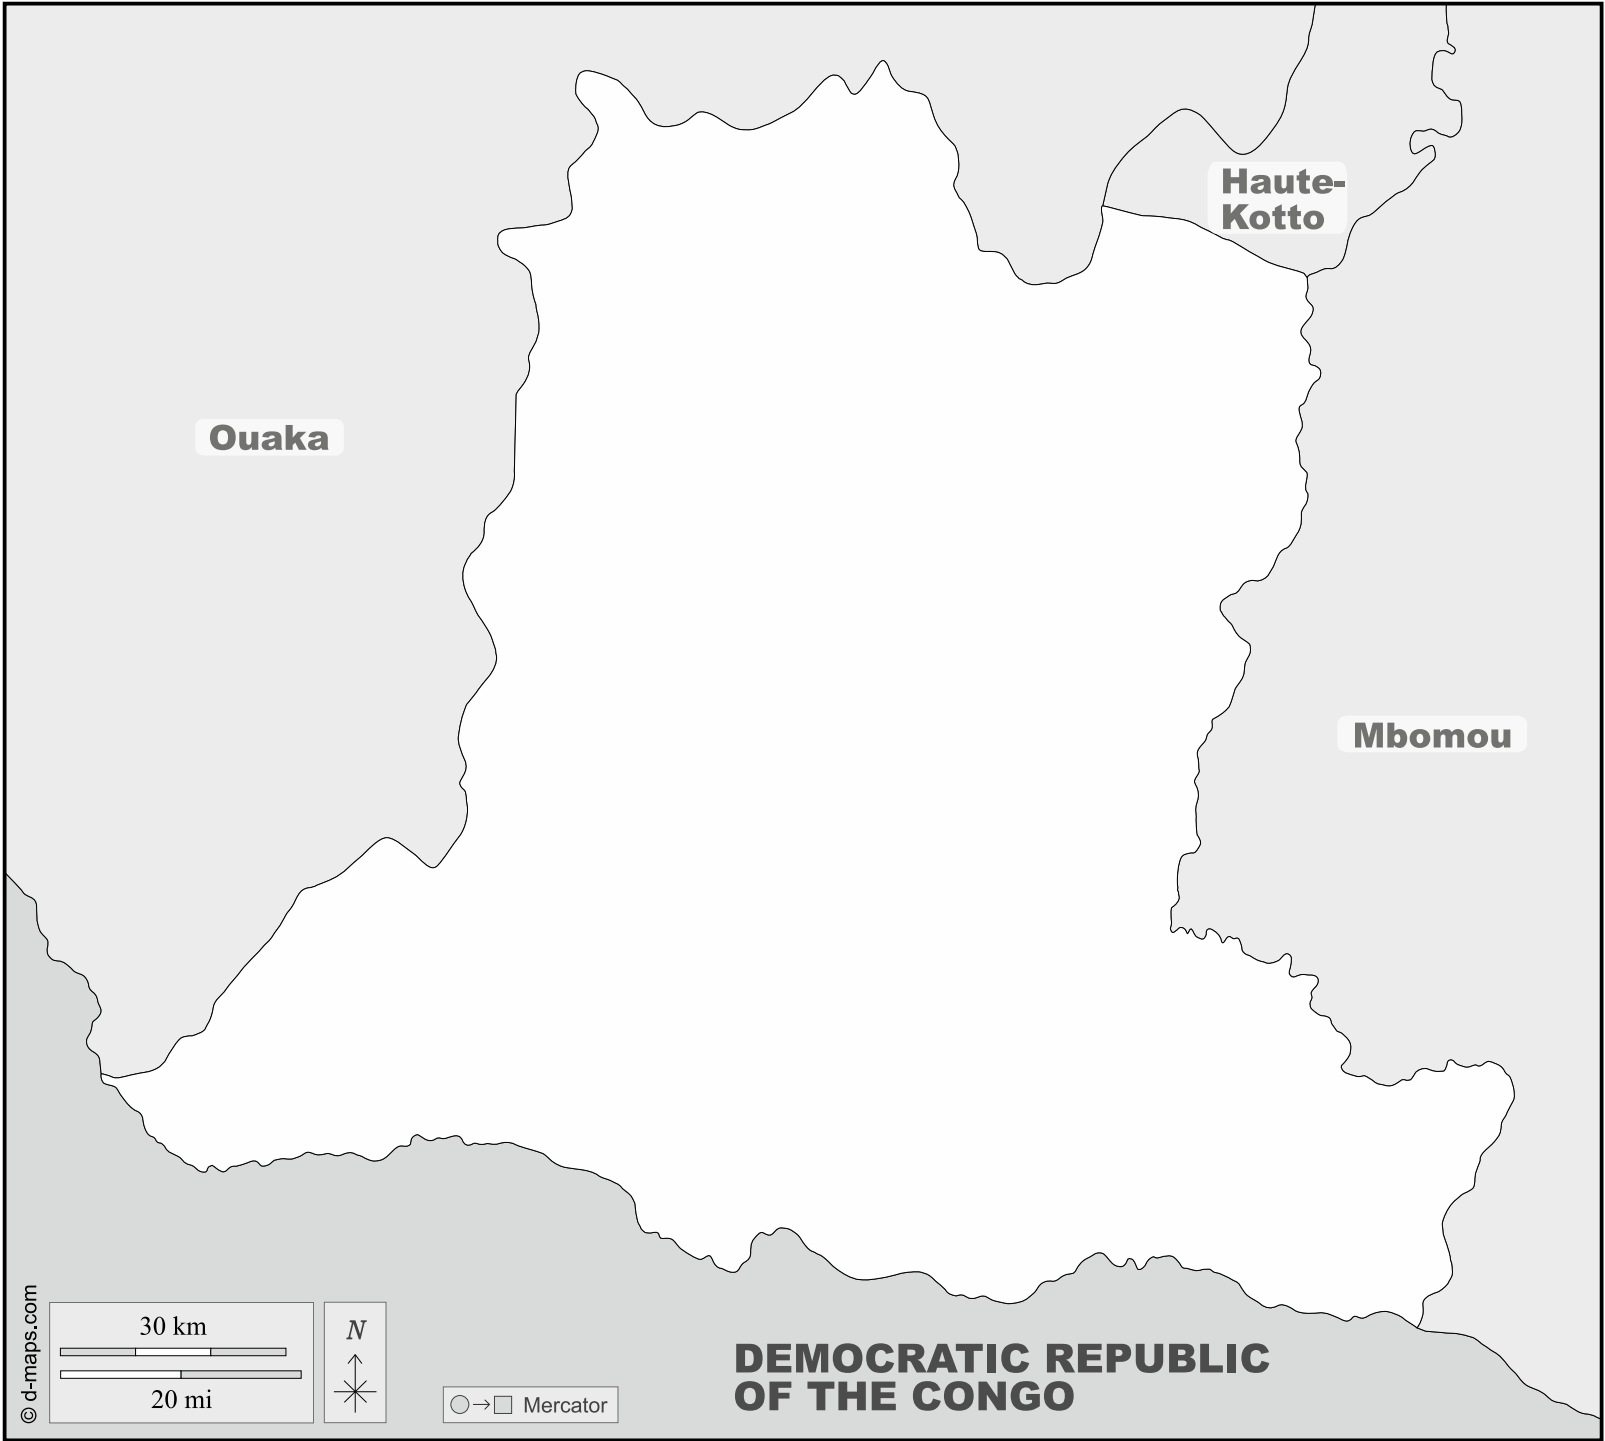 Haute-
Kotto
Ouaka
Mbomou
© d-maps.com
30 km
20 mi
N
Mercator
DEMOCRATIC REPUBLIC
OF THE CONGO